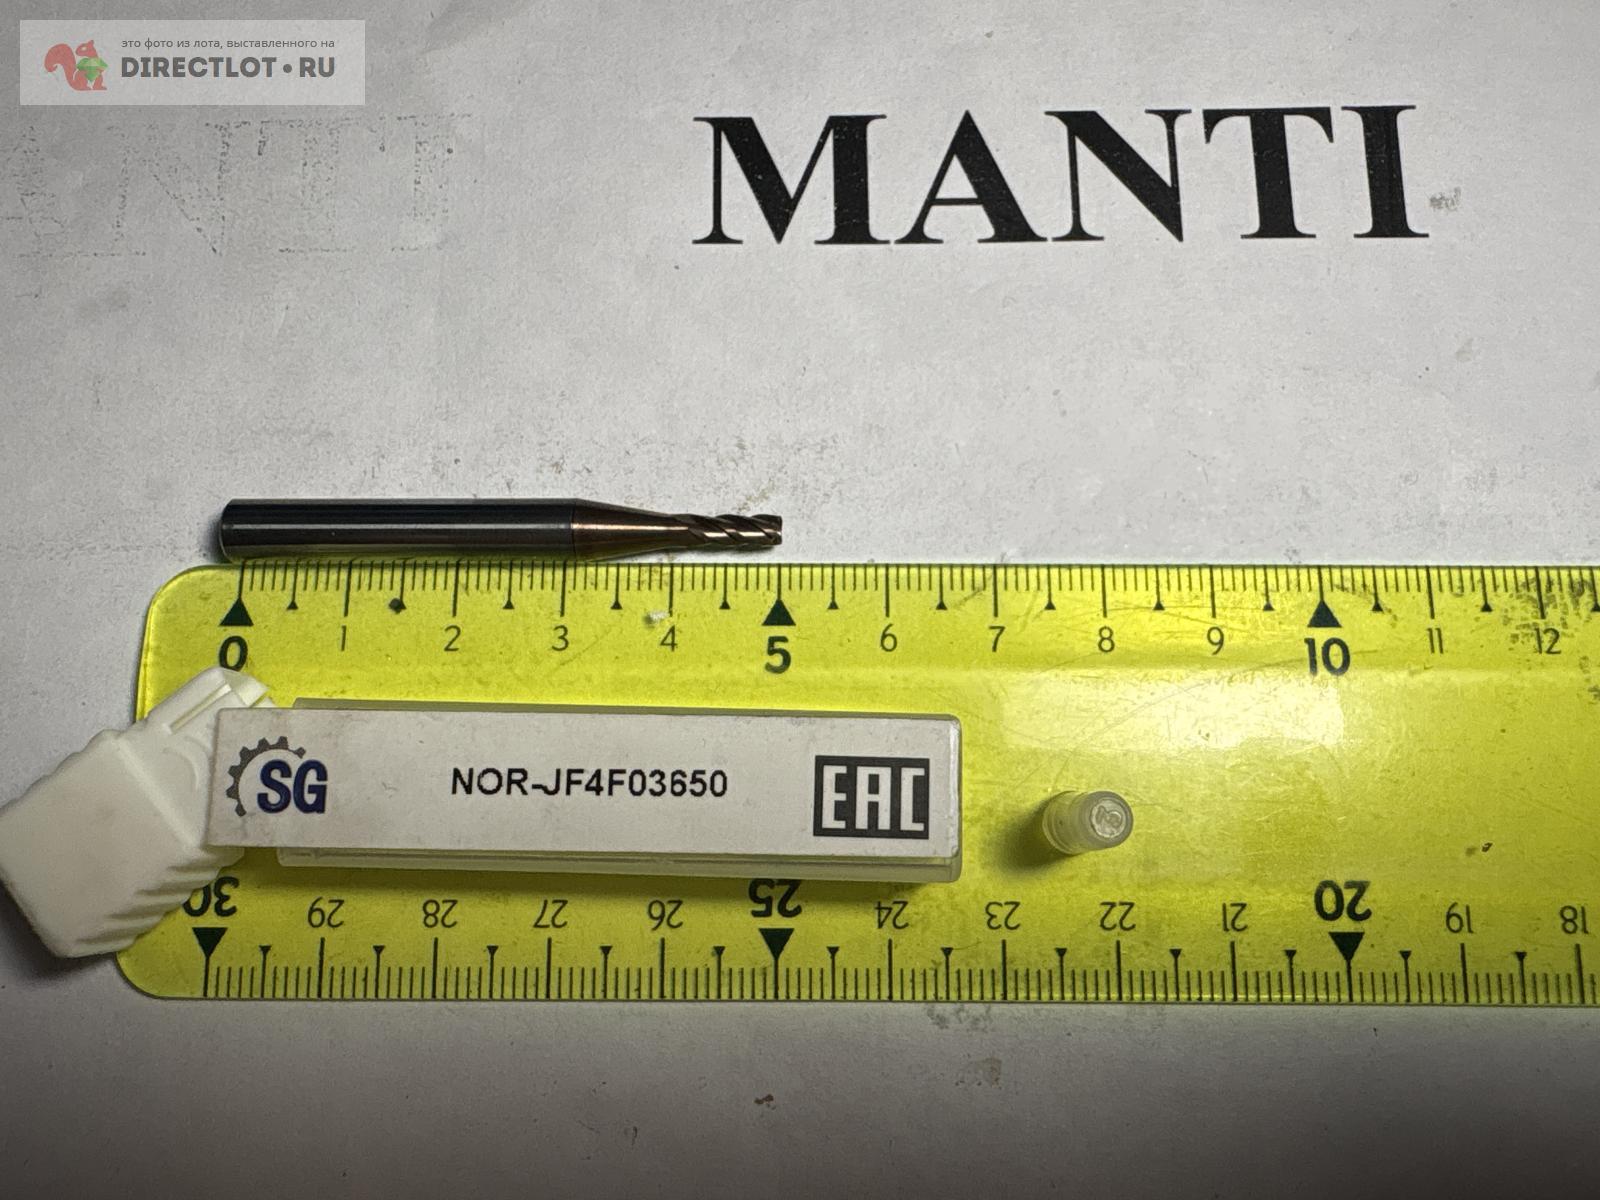 это фото из лота, выставленного на
DIRECTLOT•RU
MANTI
0 1 2 3 4 5 6 7 8 9 10 11 12
SG
NOR-JF4F03650
EAC
30 29 28 27 26 25 24 23 22 21 20 19 18